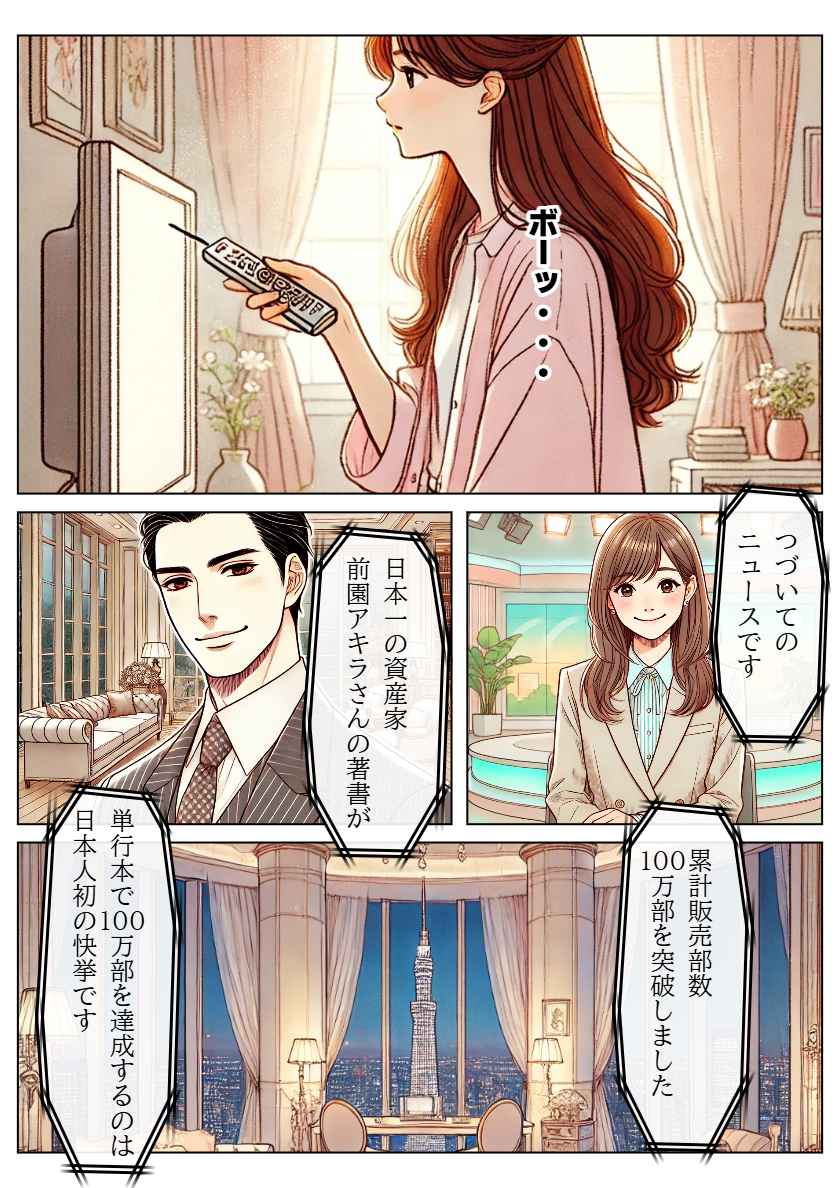 ボーッ・・・
つづいての
ニュースです
日本一の資産家
前園アキラさんの著書が
累計販売部数
100万部を突破しました
単行本で100万部を達成するのは
日本人初の快挙です